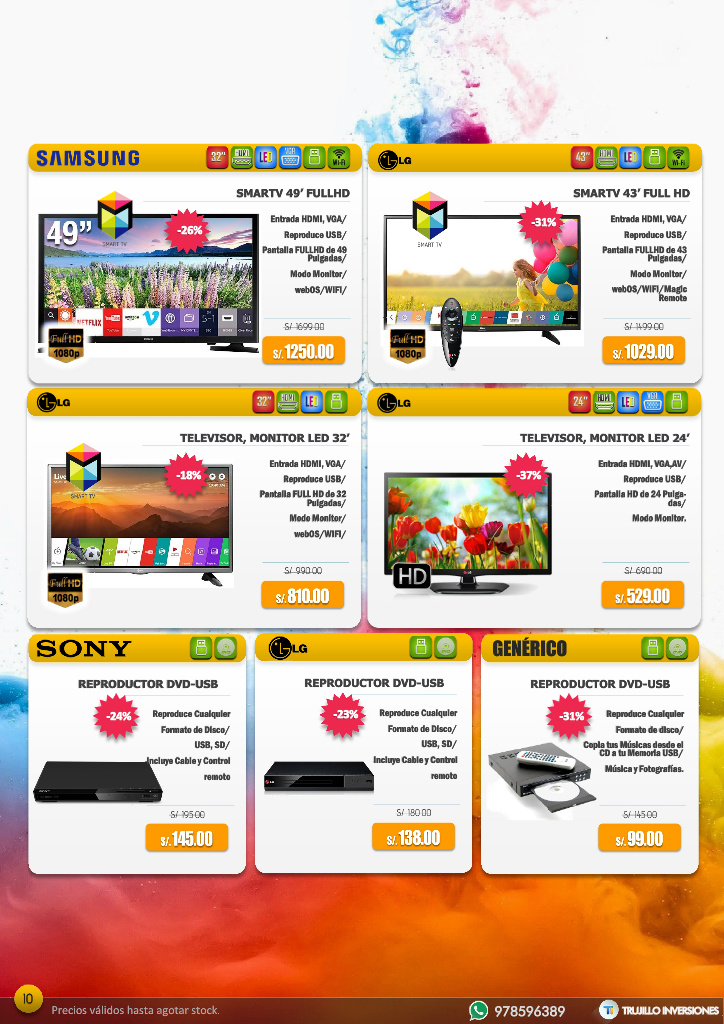 SAMSUNG
32"
HDMI
LED
VGA
Wi-Fi
SMARTV 49’ FULLHD
49”
SMART TV
-26%
Entrada HDMI, VGA/
Reproduce USB/
Pantalla FULLHD de 49
Pulgadas/
Modo Monitor/
webOS/WIFI/
NETFLIX
Full HD
1080p
S/ 1699.00
S/. 1250.00
LG
43"
HDMI
LED
Wi-Fi
SMARTV 43’ FULL HD
SMART TV
-31%
Entrada HDMI, VGA/
Reproduce USB/
Pantalla FULLHD de 43
Pulgadas/
Modo Monitor/
webOS/WIFI/Magic
Remote
Full HD
1080p
S/ 1499.00
S/. 1029.00
LG
32"
HDMI
LED
TELEVISOR, MONITOR LED 32’
SMART TV
-18%
Entrada HDMI, VGA/
Reproduce USB/
Pantalla FULL HD de 32
Pulgadas/
Modo Monitor/
webOS/WIFI/
Full HD
1080p
S/ 990.00
S/. 810.00
LG
24"
HDMI
LED
VGA
TELEVISOR, MONITOR LED 24’
-37%
Entrada HDMI, VGA,AV/
Reproduce USB/
Pantalla HD de 24 Pulga-
das/
Modo Monitor.
HD
S/ 690.00
S/. 529.00
SONY
REPRODUCTOR DVD-USB
-24%
Reproduce Cualquier
Formato de Disco/
USB, SD/
Incluye Cable y Control
remoto
S/ 195.00
S/. 145.00
LG
REPRODUCTOR DVD-USB
-23%
Reproduce Cualquier
Formato de Disco/
USB, SD/
Incluye Cable y Control
remoto
S/ 180.00
S/. 138.00
GENÉRICO
REPRODUCTOR DVD-USB
-31%
Reproduce Cualquier
Formato de disco/
Copia tus Músicas desde el
CD a tu Memoria USB/
Música y Fotografías.
S/ 145.00
S/. 99.00
10
Precios válidos hasta agotar stock.
978596389
TRUJILLO INVERSIONES